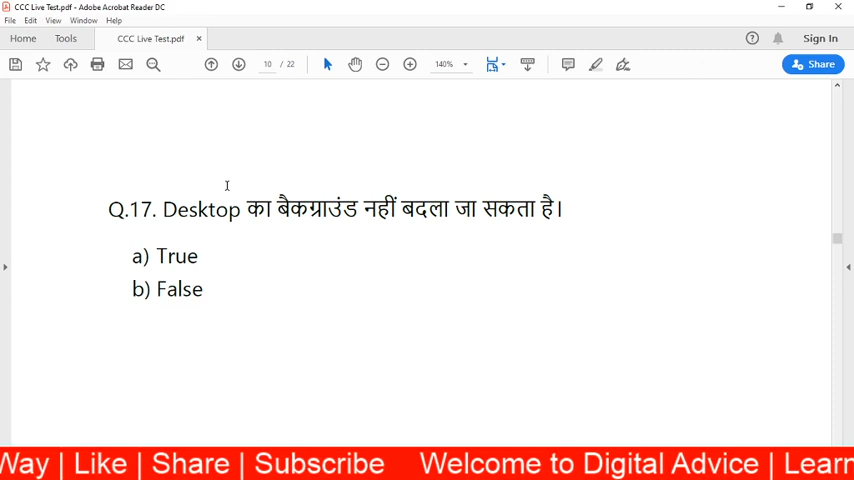 CCC Live Test.pdf - Adobe Acrobat Reader DC
File Edit View Window Help
Home Tools CCC Live Test.pdf × Sign In
10 / 22 140% Share
Q.17. Desktop का बैकग्राउंड नहीं बदला जा सकता है।
a) True
b) False
Way | Like | Share | Subscribe Welcome to Digital Advice | Learn